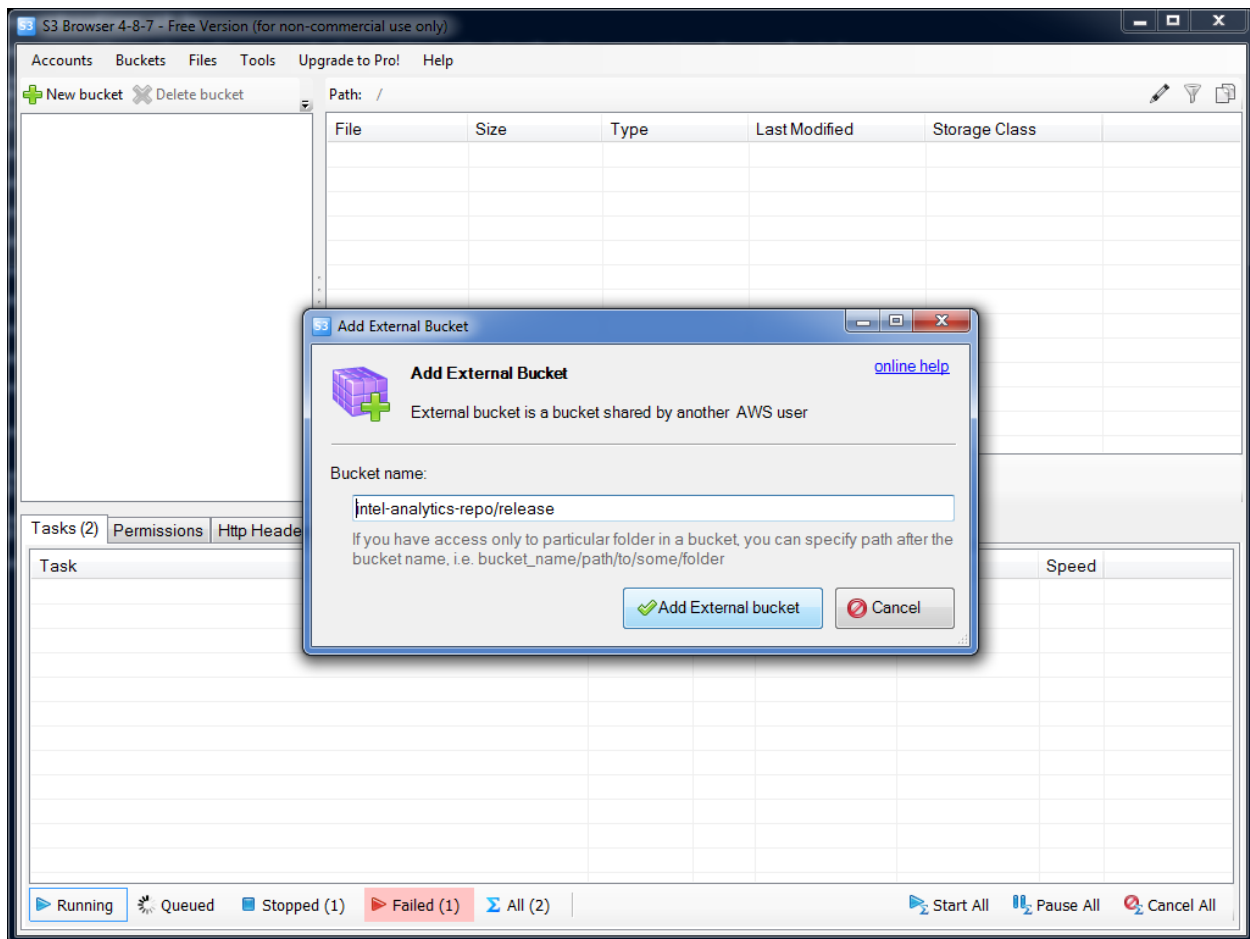 S3 S3 Browser 4-8-7 - Free Version (for non-commercial use only)
Accounts Buckets Files Tools Upgrade to Pro! Help
New bucket Delete bucket
Path: /
File Size Type Last Modified Storage Class
S3 Add External Bucket
Add External Bucket
online help
External bucket is a bucket shared by another AWS user
Bucket name:
intel-analytics-repo/release
If you have access only to particular folder in a bucket, you can specify path after the
bucket name, i.e. bucket_name/path/to/some/folder
Add External bucket Cancel
Tasks (2) Permissions Http Heade
Task Speed
Running Queued Stopped (1) Failed (1) Σ All (2) Start All Pause All Cancel All